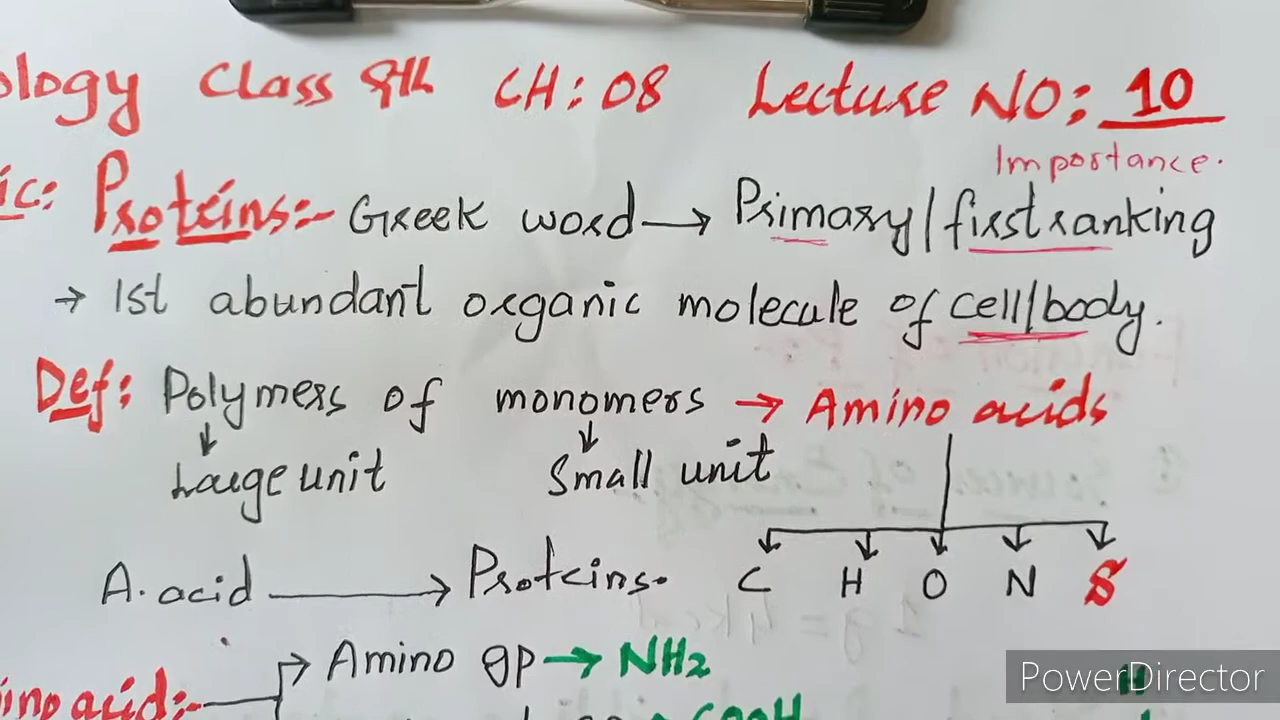 ology Class 9th CH: 08 Lecture NO: 10
Importance.
ic: Proteins:- Greek word → Primary/first ranking
→ 1st abundant organic molecule of cell/body.
Def: Polymers of monomers → Amino acids
Large unit Small unit
A. acid → Proteins.
C H O N S
Amino gp → NH2
ino acid:-
COOH
H
PowerDirector